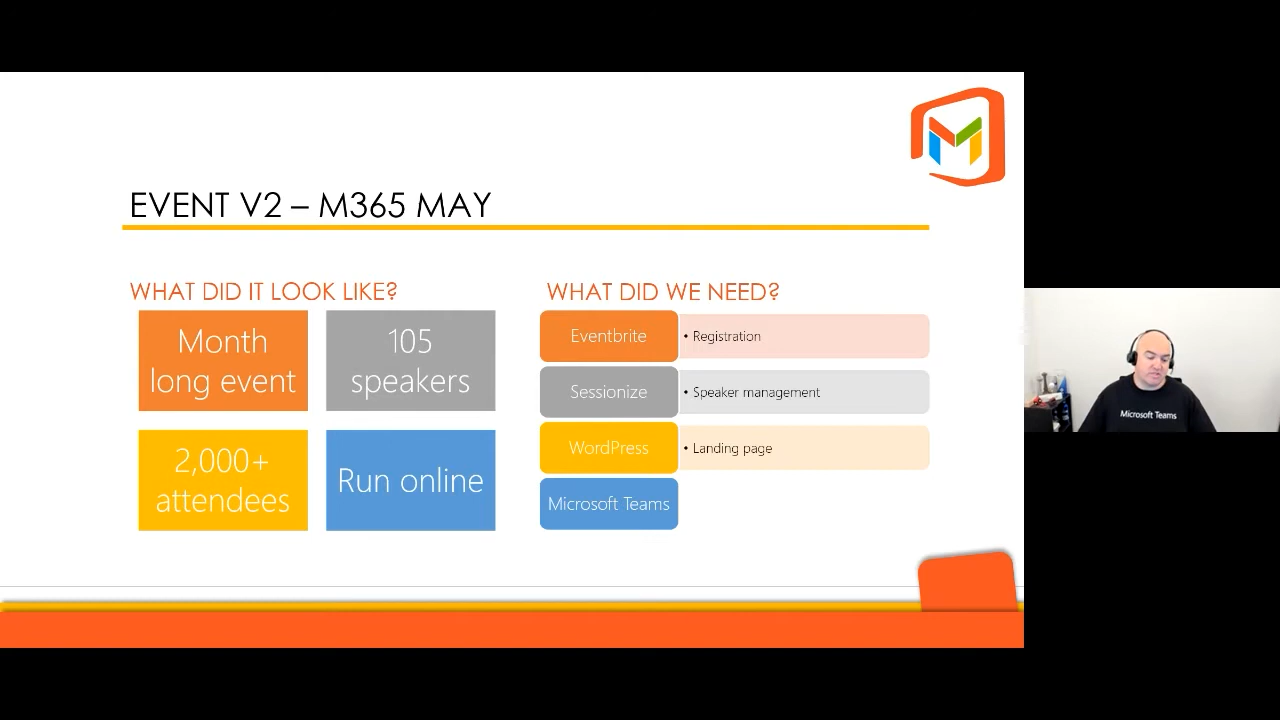 EVENT V2 – M365 MAY
WHAT DID IT LOOK LIKE?
Month
long event
105
speakers
2,000+
attendees
Run online
WHAT DID WE NEED?
Eventbrite
• Registration
Sessionize
• Speaker management
WordPress
• Landing page
Microsoft Teams
Microsoft Teams